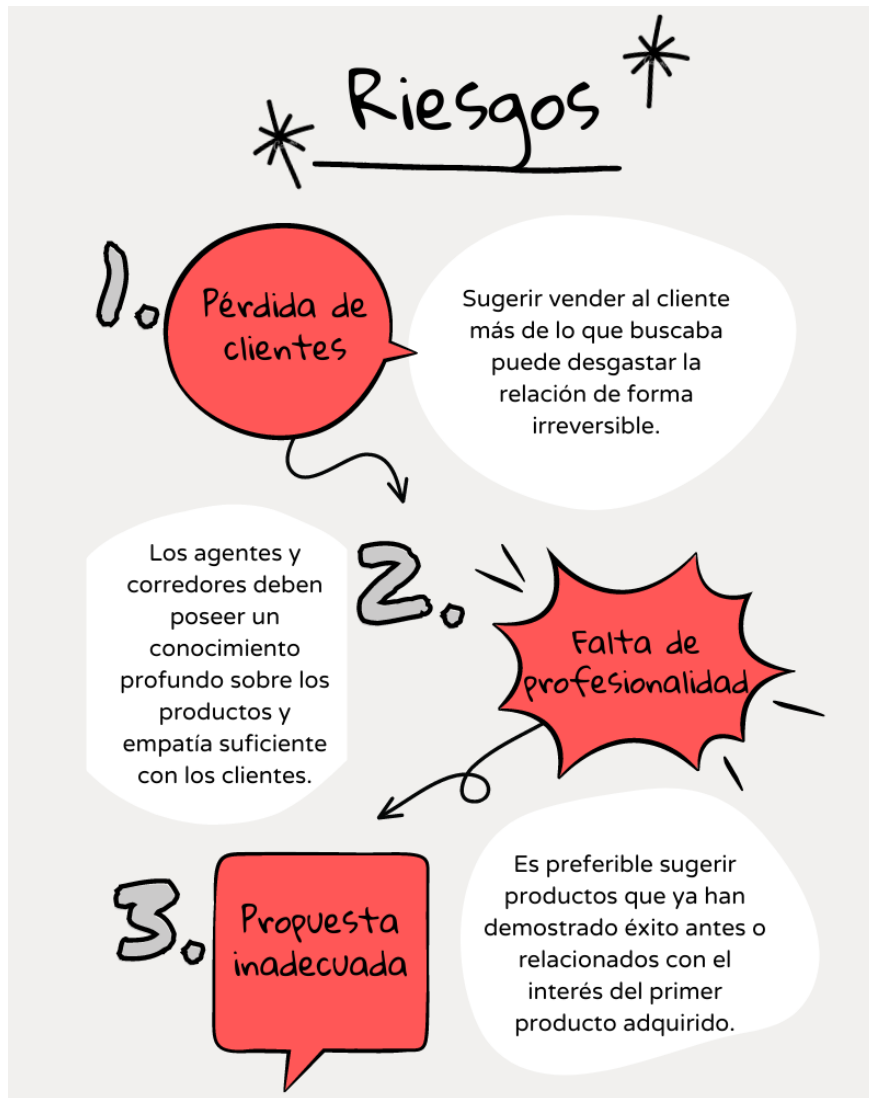 Riesgos
1.
Pérdida de
clientes
Sugerir vender al cliente
más de lo que buscaba
puede desgastar la
relación de forma
irreversible.
2.
Falta de
profesionalidad
Los agentes y
corredores deben
poseer un
conocimiento
profundo sobre los
productos y
empatía suficiente
con los clientes.
3.
Propuesta
inadecuada
Es preferible sugerir
productos que ya han
demostrado éxito antes o
relacionados con el
interés del primer
producto adquirido.